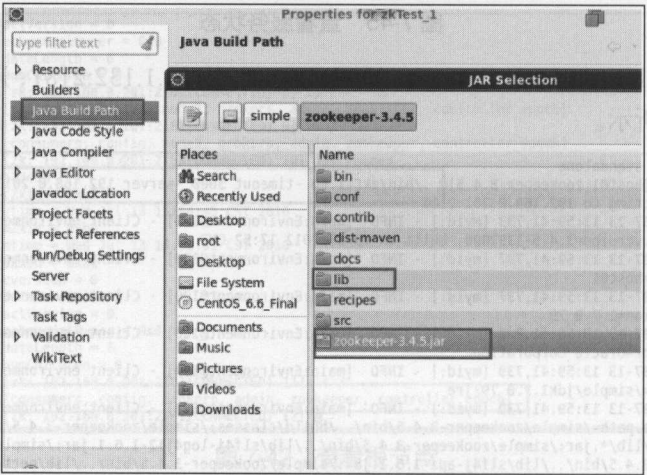 Properties for zkTest_1
type filter text
Java Build Path
Resource
Builders
Java Build Path
Java Code Style
Java Compiler
Java Editor
Javadoc Location
Project Facets
Project References
Run/Debug Settings
Server
Task Repository
Task Tags
Validation
WikiText
JAR Selection
simple
zookeeper-3.4.5
Places
Search
Recently Used
Desktop
root
Desktop
File System
CentOS_6.6_Final
Documents
Music
Pictures
Videos
Downloads
Name
bin
conf
contrib
dist-maven
docs
lib
recipes
src
zookeeper-3.4.5.jar